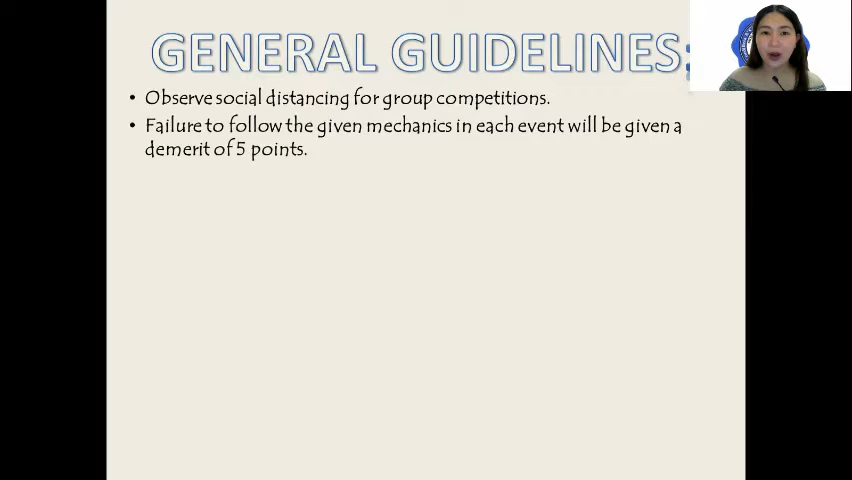 GENERAL GUIDELINES:
• Observe social distancing for group competitions.
• Failure to follow the given mechanics in each event will be given a
demerit of 5 points.